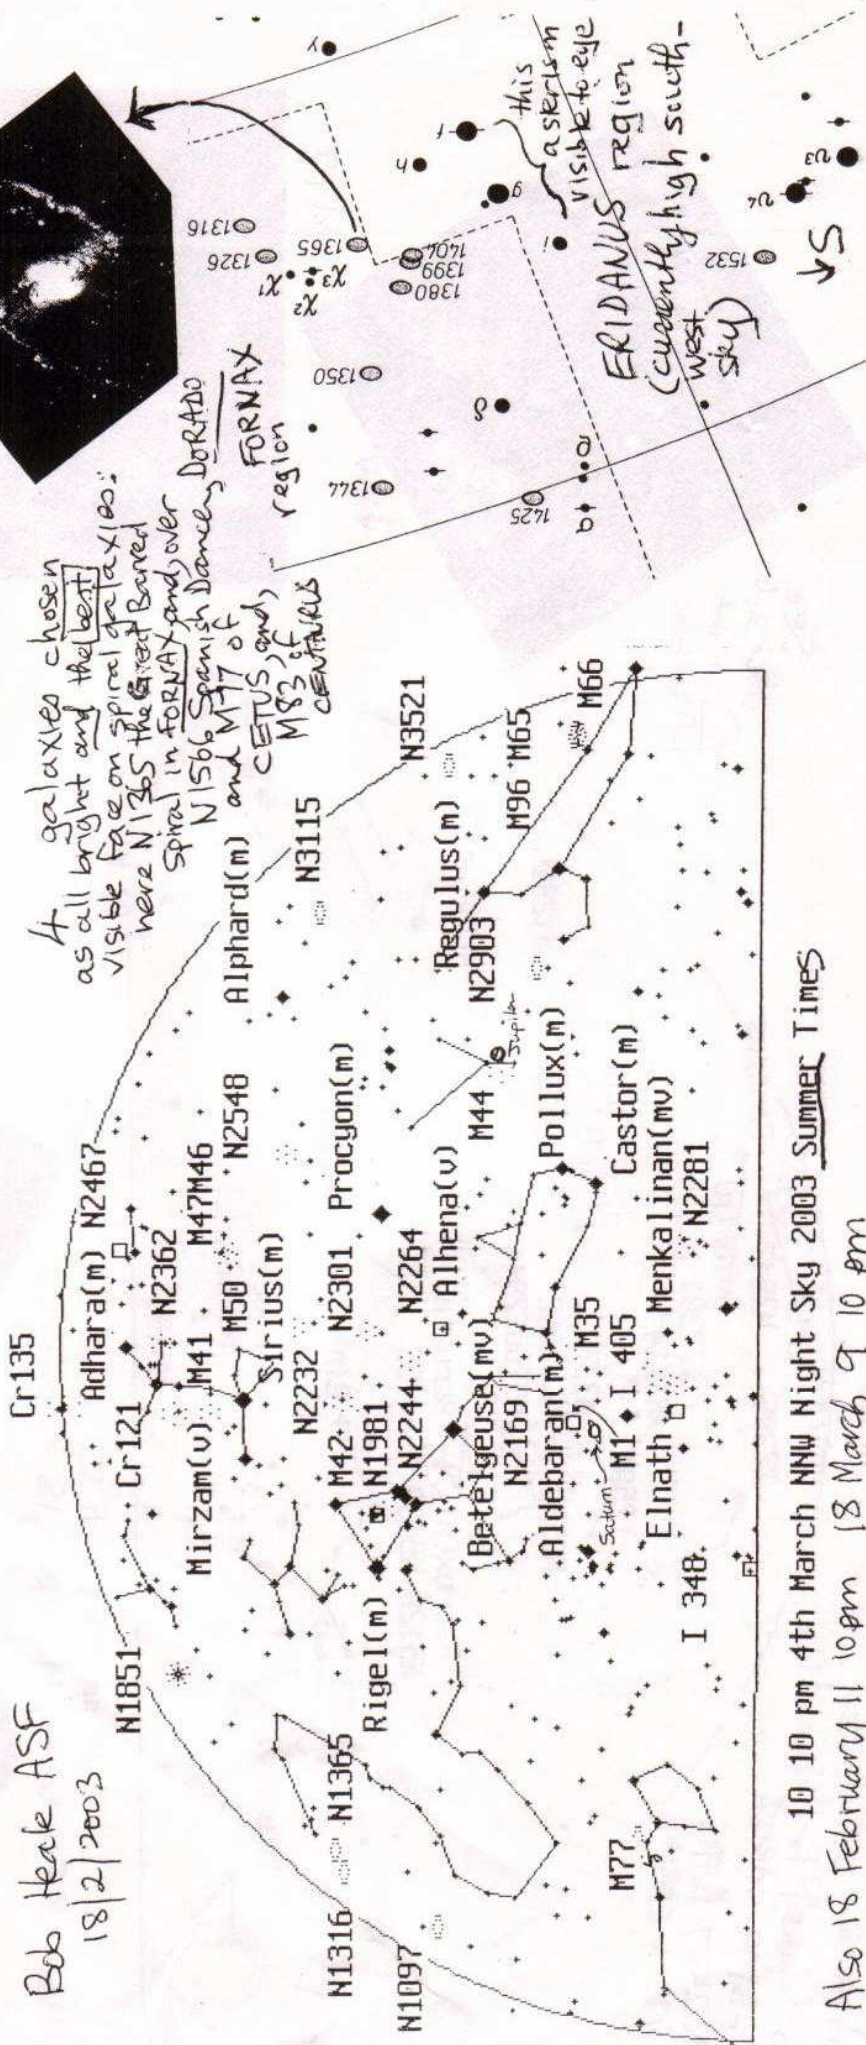 Bob Heale ASF
18/2/2003
4 galaxies chosen
as all bright and the best
visible face on spiral galaxies:
here N1365 the Great Barred
Spiral in FORNAX and, over
N1566 Spanish Dancer, DORADO
and M77 of
CETUS, and,
M83 of
CENTAURUS
FORNAX
region
1316
1326
1365
χ1
χ2
χ3
1380
1399
1404
1350
1344
1425
δ
b
a
y
h
f
g
i
this
asterism
visible to eye
ERIDANUS region
(currently high south-
west
sky)
1532
υ4
υ3
S
Cr135
N1851
Cr121
Adhara(m)
N2467
N2362
Mirzam(v)
M41
M47M46
M50
N2548
Alphard(m)
Sirius(m)
N3115
N1316
N1365
N2232
N2301
Procyon(m)
Rigel(m)
M42
N1981
N1097
N2244
N2264
Alhena(v)
Regulus(m)
N3521
Betelgeuse(mv)
M44
Jupiter
N2903
N2169
M96
M65
Aldebaran(m)
M35
Pollux(m)
M66
Saturn
M1
I 405
Castor(m)
M77
Elnath
Menkalinan(mv)
I 348
N2281
10 10 pm 4th March NNW Night Sky 2003 Summer Times
Also 18 February 11 10pm 18 March 9 10 pm